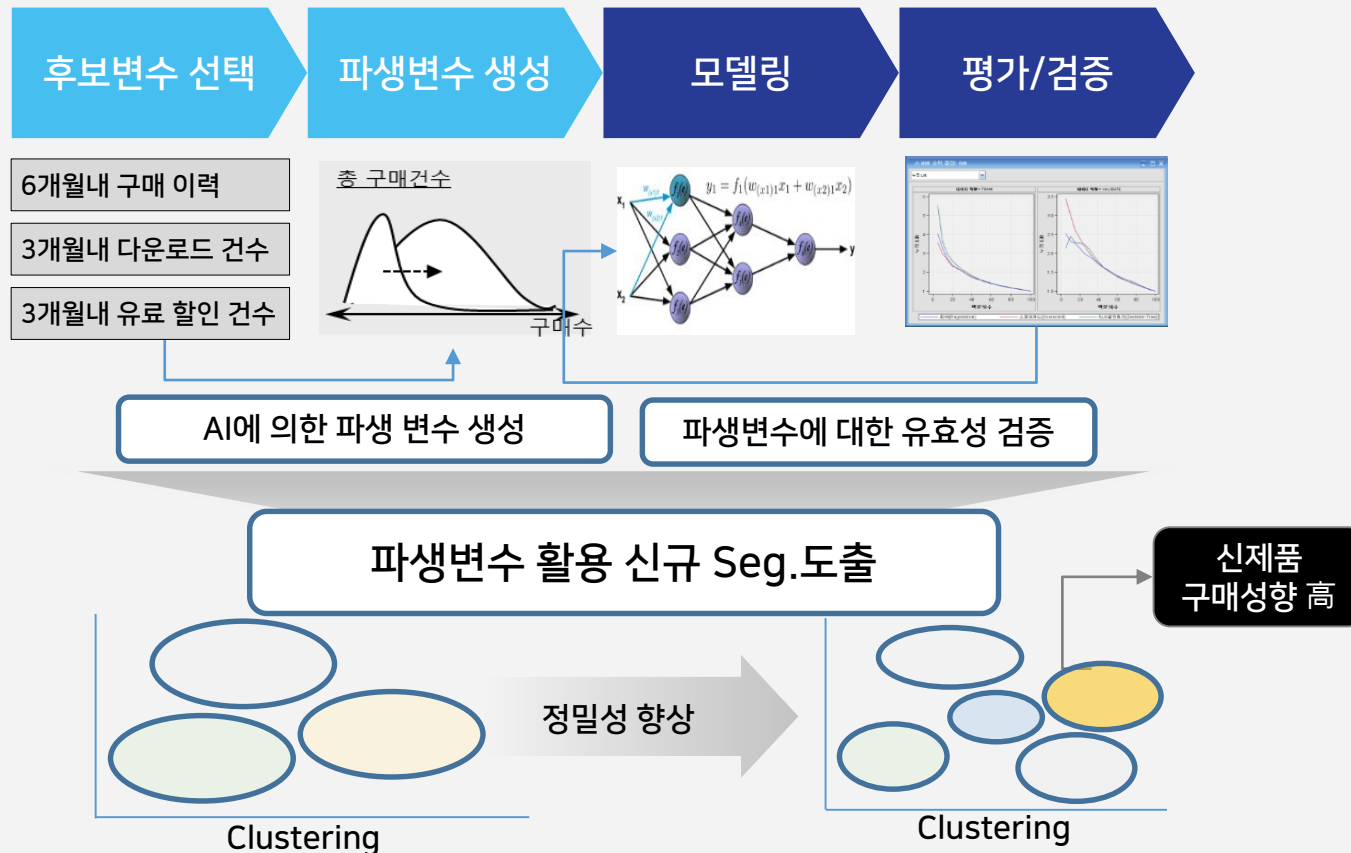 후보변수 선택
파생변수 생성
모델링
평가/검증
6개월내 구매 이력
3개월내 다운로드 건수
3개월내 유료 할인 건수
총 구매건수
구매수
y₁ = f₁(w₍ₓ₁₎₁x₁ + w₍ₓ₂₎₁x₂)
x₁
x₂
y
AI에 의한 파생 변수 생성
파생변수에 대한 유효성 검증
파생변수 활용 신규 Seg.도출
신제품
구매성향 高
정밀성 향상
Clustering
Clustering